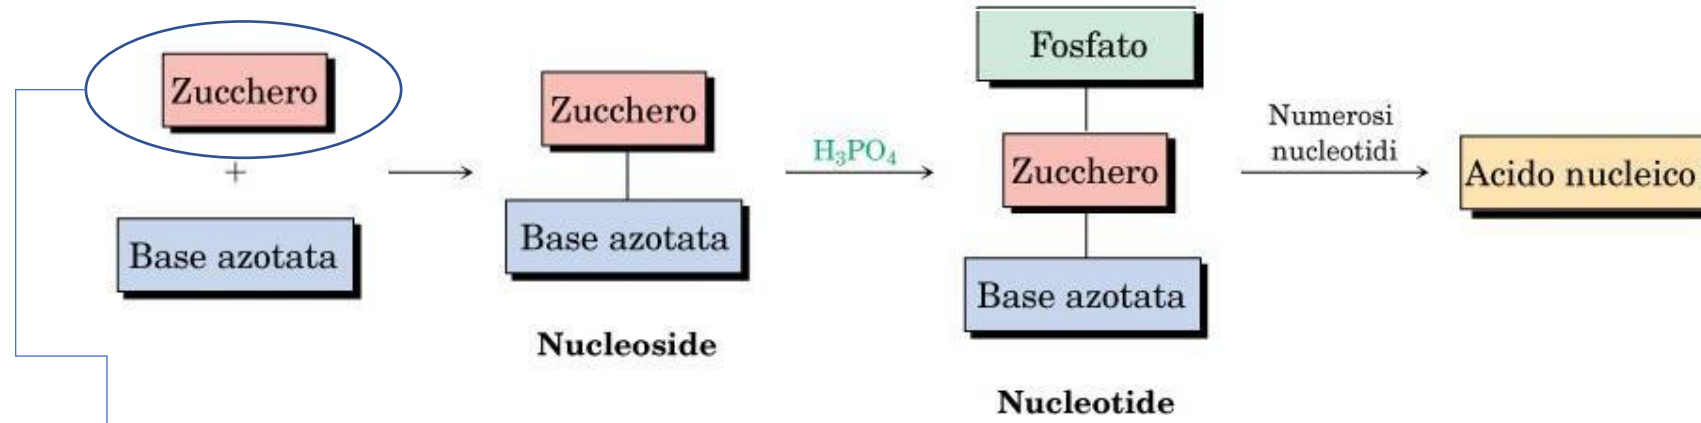 Zucchero
+
Base azotata
Zucchero
Base azotata
Nucleoside
H₃PO₄
Fosfato
Zucchero
Base azotata
Nucleotide
Numerosi
nucleotidi
Acido nucleico